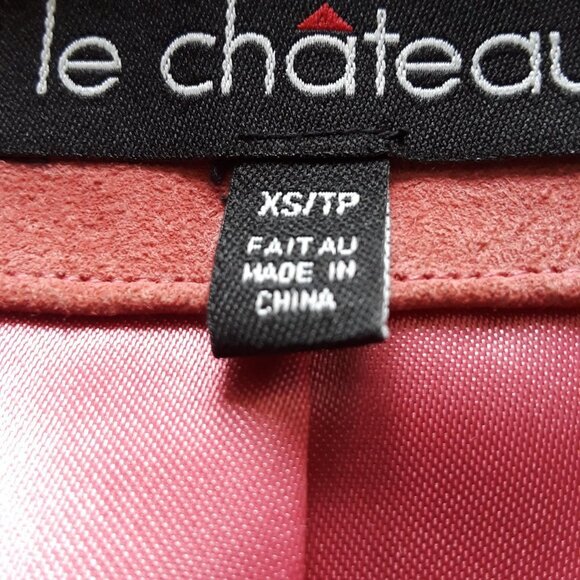 le château
XS/TP
FAIT AU
MADE IN
CHINA